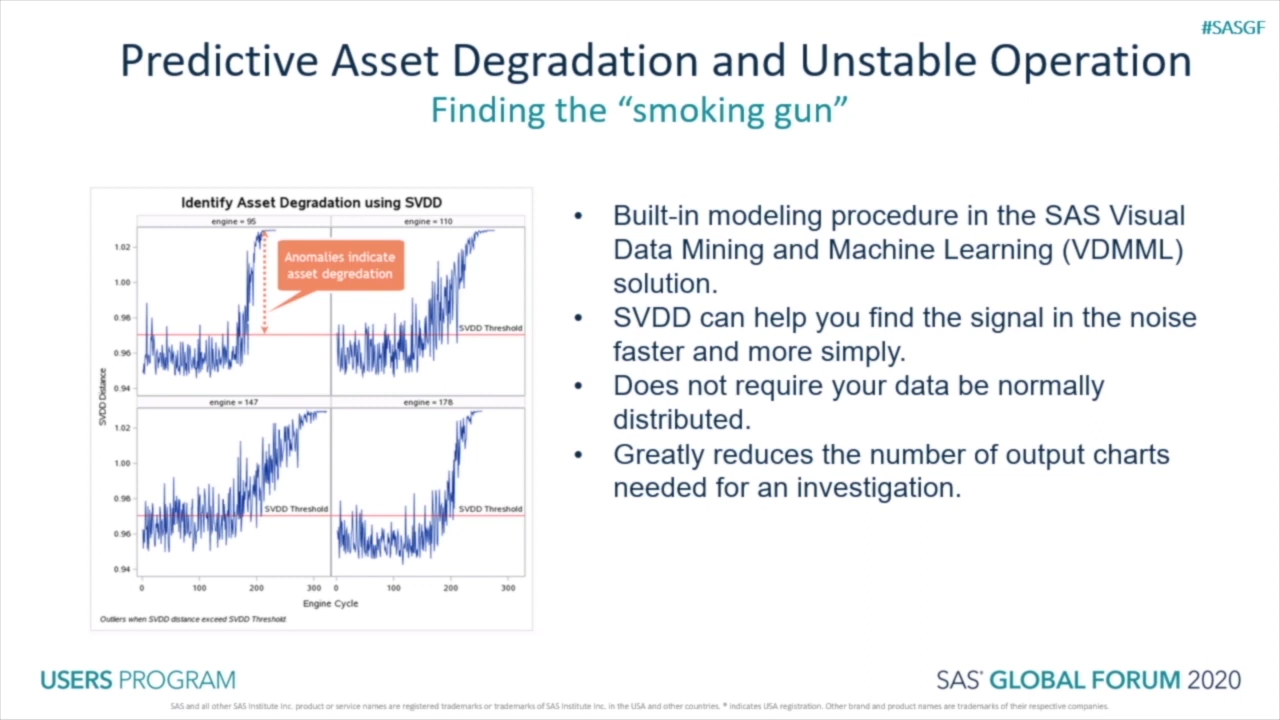 #SASGF
Predictive Asset Degradation and Unstable Operation
Finding the “smoking gun”
Identify Asset Degradation using SVDD
engine = 95
engine = 110
1.02
1.00
0.98
0.96
0.94
Anomalies indicate
asset degredation
SVDD Threshold
SVDD Distance
engine = 147
engine = 178
1.02
1.00
0.98
0.96
0.94
SVDD Threshold
SVDD Threshold
0 100 200 300 0 100 200 300
Engine Cycle
Outliers when SVDD distance exceed SVDD Threshold
• Built-in modeling procedure in the SAS Visual
Data Mining and Machine Learning (VDMML)
solution.
• SVDD can help you find the signal in the noise
faster and more simply.
• Does not require your data be normally
distributed.
• Greatly reduces the number of output charts
needed for an investigation.
USERS PROGRAM
SAS® GLOBAL FORUM 2020
SAS and all other SAS Institute Inc. product or service names are registered trademarks or trademarks of SAS Institute Inc. in the USA and other countries. ® indicates USA registration. Other brand and product names are trademarks of their respective companies.